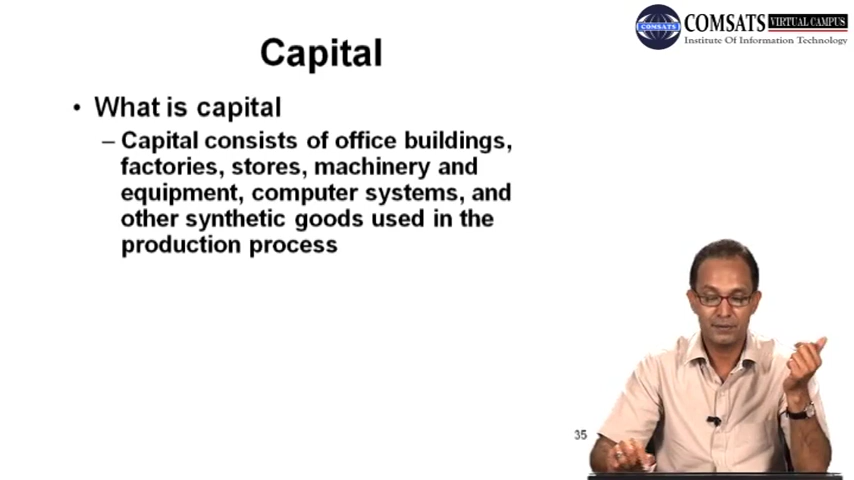 COMSATS VIRTUAL CAMPUS
COMSATS
Institute Of Information Technology
Capital
• What is capital
– Capital consists of office buildings,
factories, stores, machinery and
equipment, computer systems, and
other synthetic goods used in the
production process
35